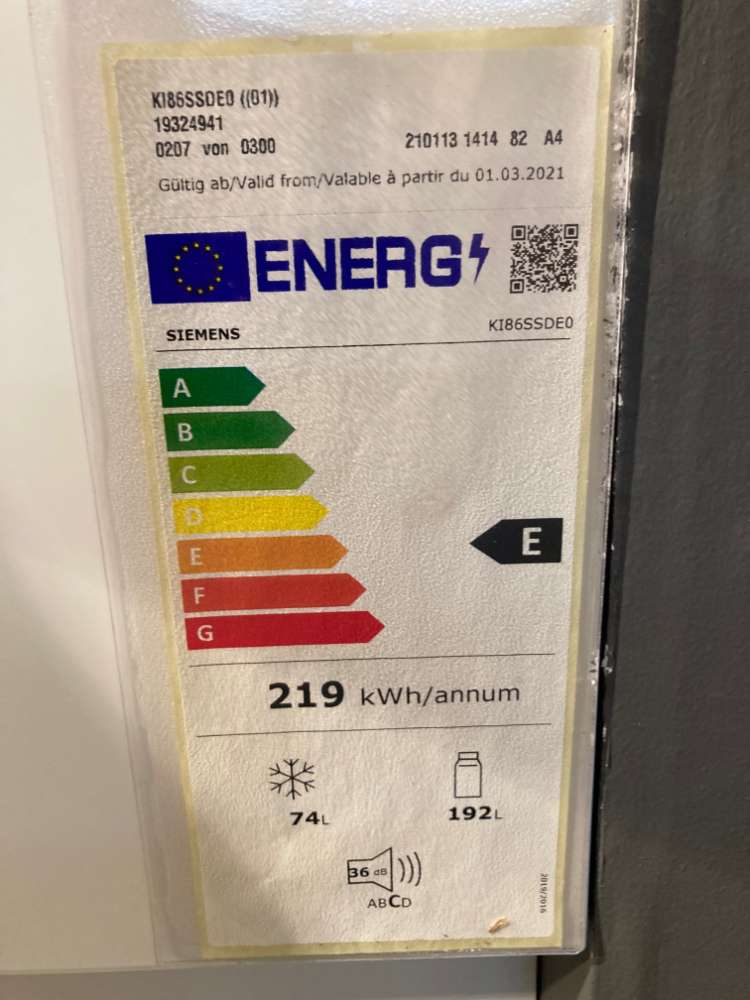 KI86SSDE0 ((01))
19324941
0207 von 0300 210113 1414 82 A4
Gültig ab/Valid from/Valable à partir du 01.03.2021
ENERG
SIEMENS KI86SSDE0
A
B
C
D
E E
F
G
219 kWh/annum
74L 192L
36 dB
ABCD
2019/2016